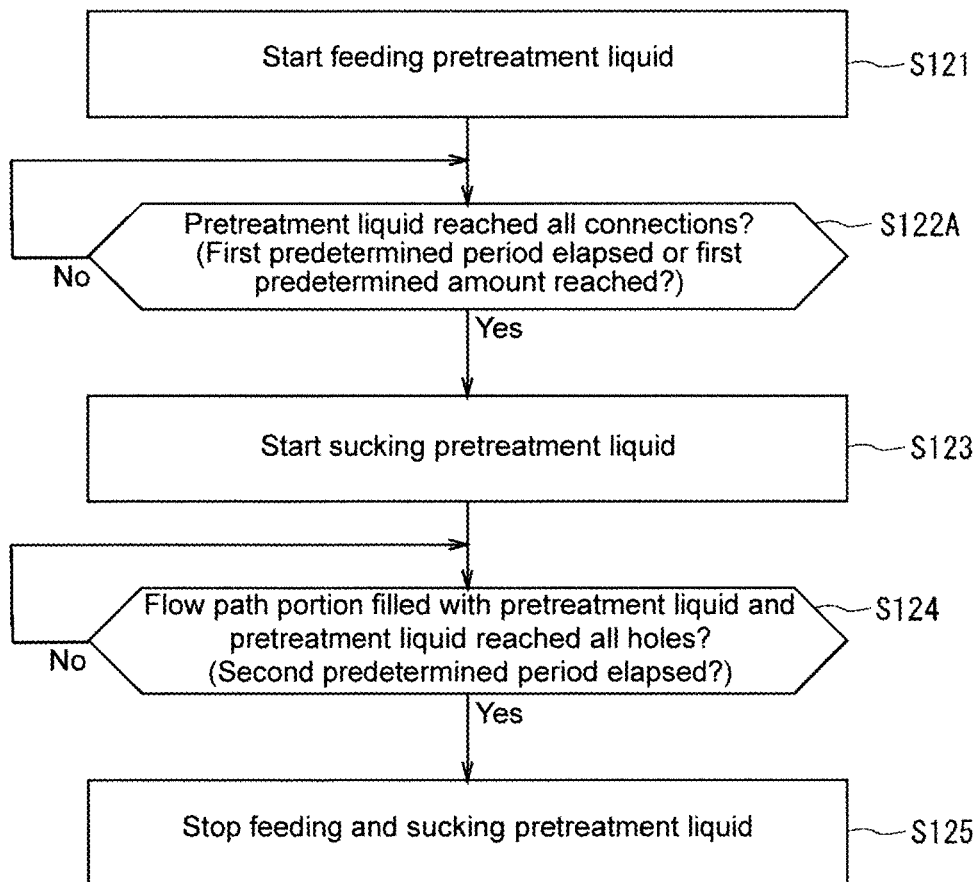 Start feeding pretreatment liquid
S121
Pretreatment liquid reached all connections?
(First predetermined period elapsed or first
predetermined amount reached?)
S122A
No
Yes
Start sucking pretreatment liquid
S123
Flow path portion filled with pretreatment liquid and
pretreatment liquid reached all holes?
(Second predetermined period elapsed?)
S124
No
Yes
Stop feeding and sucking pretreatment liquid
S125